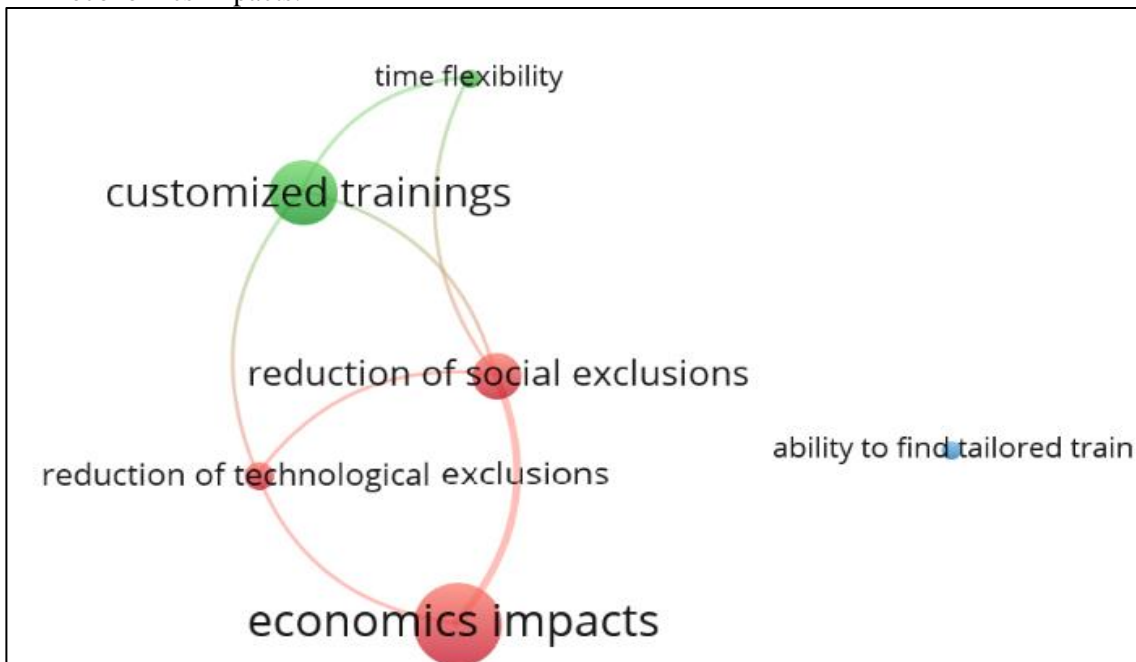 time flexibility
customized trainings
reduction of social exclusions
ability to find tailored train
reduction of technological exclusions
economics impacts